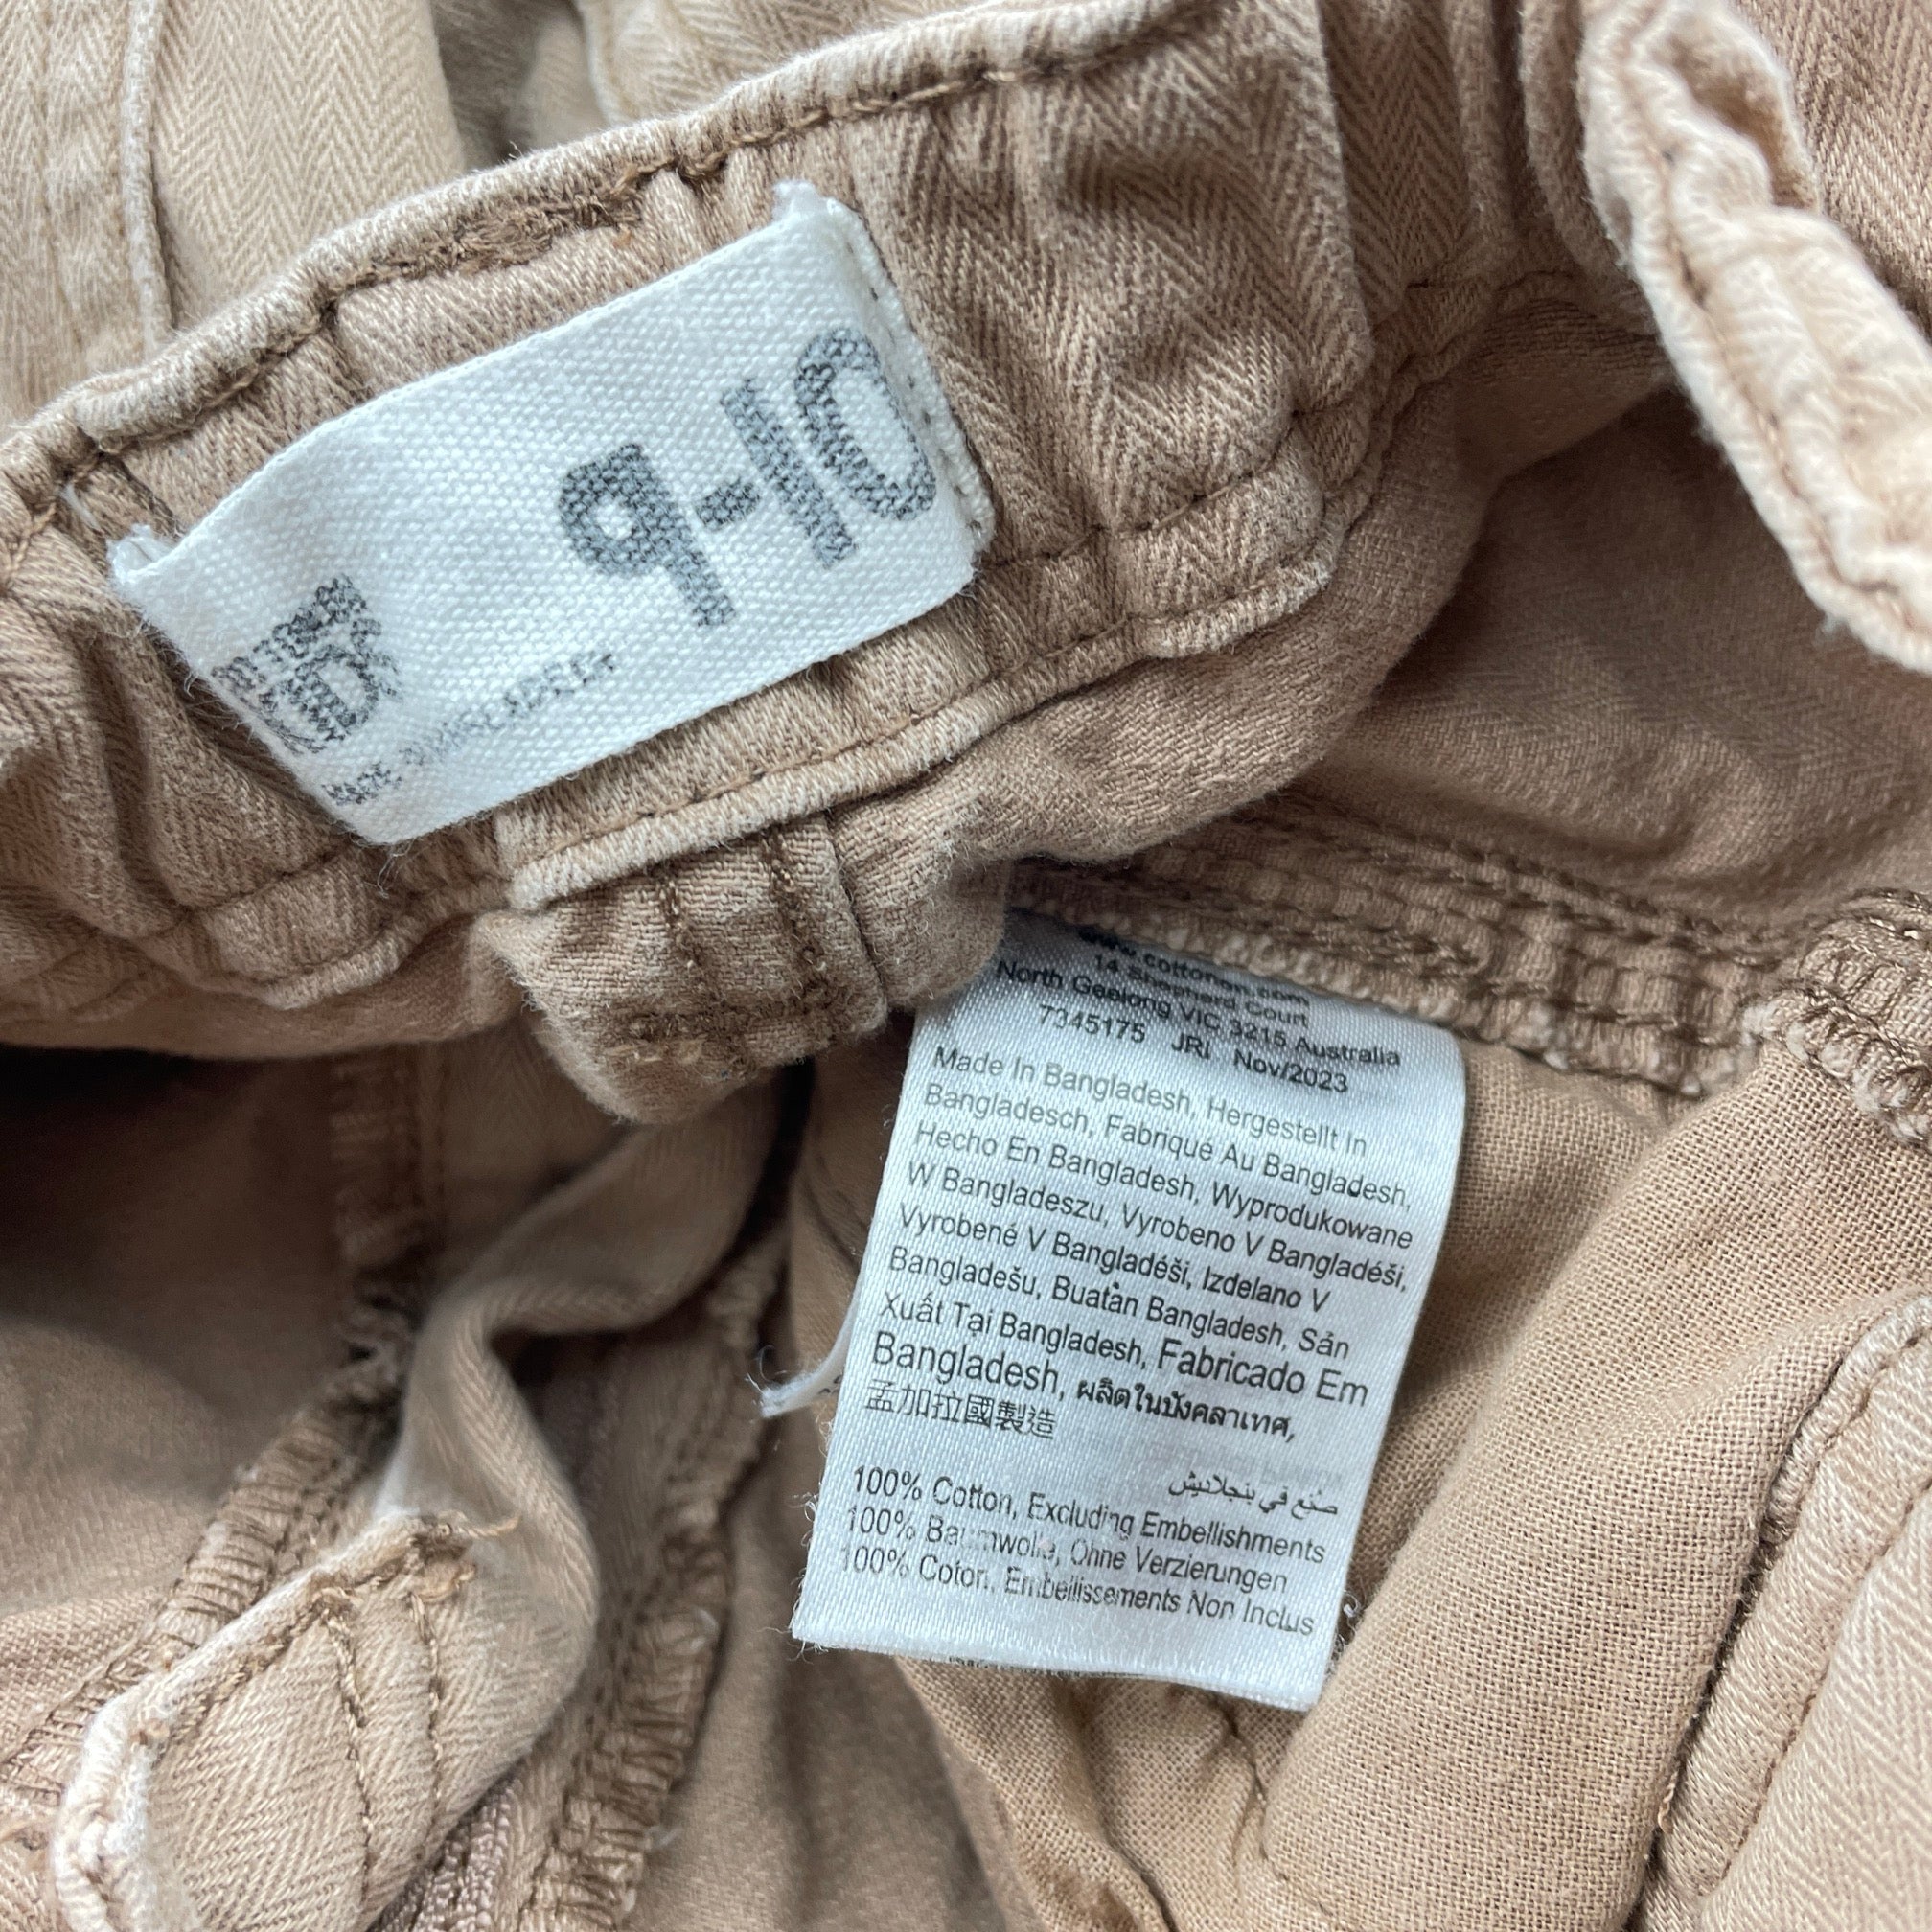 9-10
MADE BANGLADESH
14 Shepherd Court
North Geelong VIC 3215 Australia
7345175 JRI Nov/2023
Made In Bangladesh, Hergestellt In
Bangladesch, Fabriqué Au Bangladesh,
Hecho En Bangladesh, Wyprodukowane
W Bangladeszu, Vyrobeno V Bangladéši,
Vyrobené V Bangladéši, Izdelano V
Bangladešu, Buatan Bangladesh, Sản
Xuất Tại Bangladesh, Fabricado Em
Bangladesh, ผลิตในบังคลาเทศ,
孟加拉國製造
صنع في بنجلاديش
100% Cotton, Excluding Embellishments
100% Baumwolle, Ohne Verzierungen
100% Coton, Embellissements Non Inclus